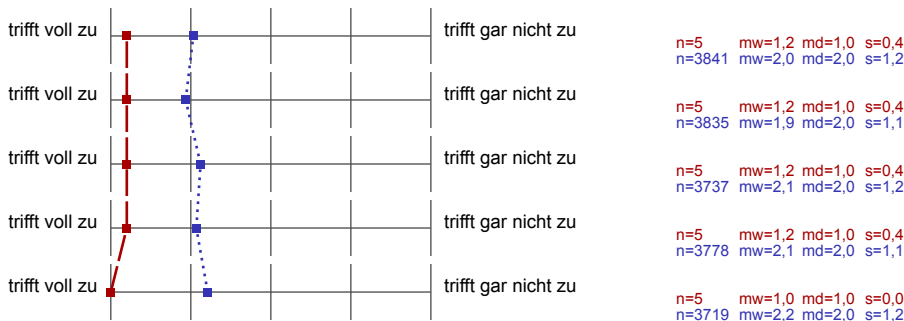 trifft voll zu trifft gar nicht zu
n=5 mw=1,2 md=1,0 s=0,4
n=3841 mw=2,0 md=2,0 s=1,2
trifft voll zu trifft gar nicht zu
n=5 mw=1,2 md=1,0 s=0,4
n=3835 mw=1,9 md=2,0 s=1,1
trifft voll zu trifft gar nicht zu
n=5 mw=1,2 md=1,0 s=0,4
n=3737 mw=2,1 md=2,0 s=1,2
trifft voll zu trifft gar nicht zu
n=5 mw=1,2 md=1,0 s=0,4
n=3778 mw=2,1 md=2,0 s=1,1
trifft voll zu trifft gar nicht zu
n=5 mw=1,0 md=1,0 s=0,0
n=3719 mw=2,2 md=2,0 s=1,2